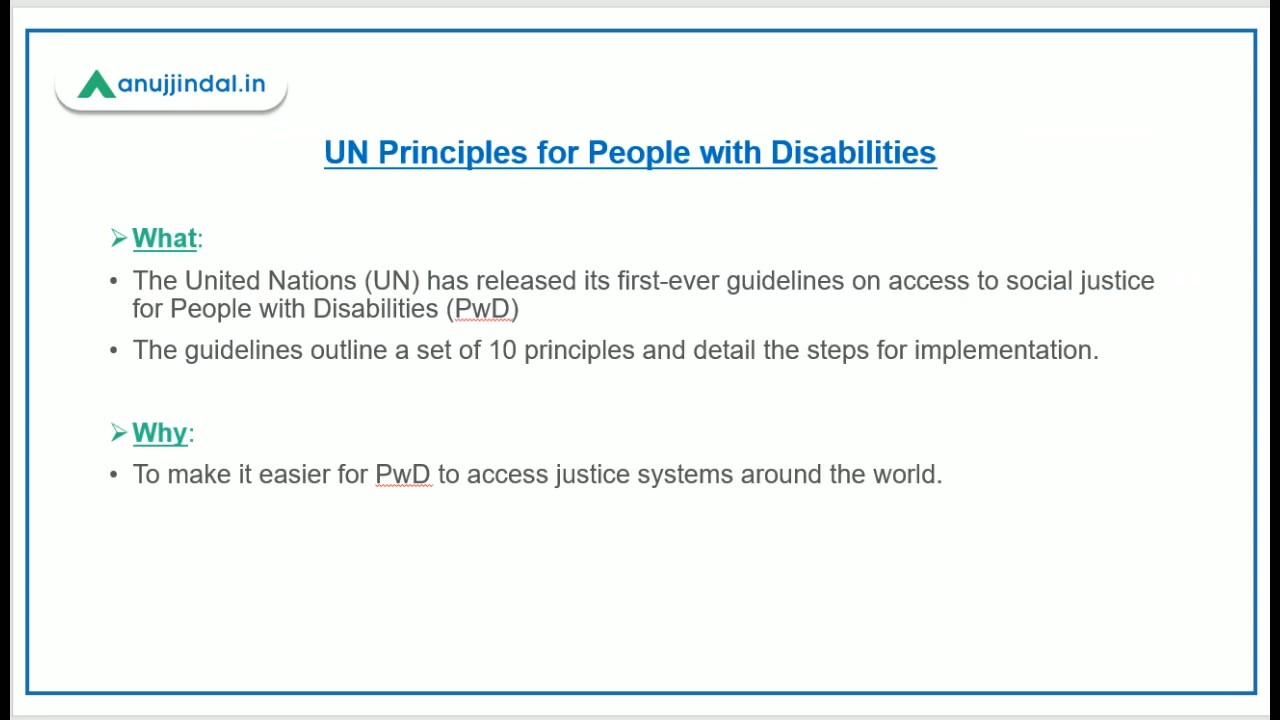 anujjindal.in
UN Principles for People with Disabilities
➢What:
• The United Nations (UN) has released its first-ever guidelines on access to social justice
for People with Disabilities (PwD)
• The guidelines outline a set of 10 principles and detail the steps for implementation.
➢Why:
• To make it easier for PwD to access justice systems around the world.